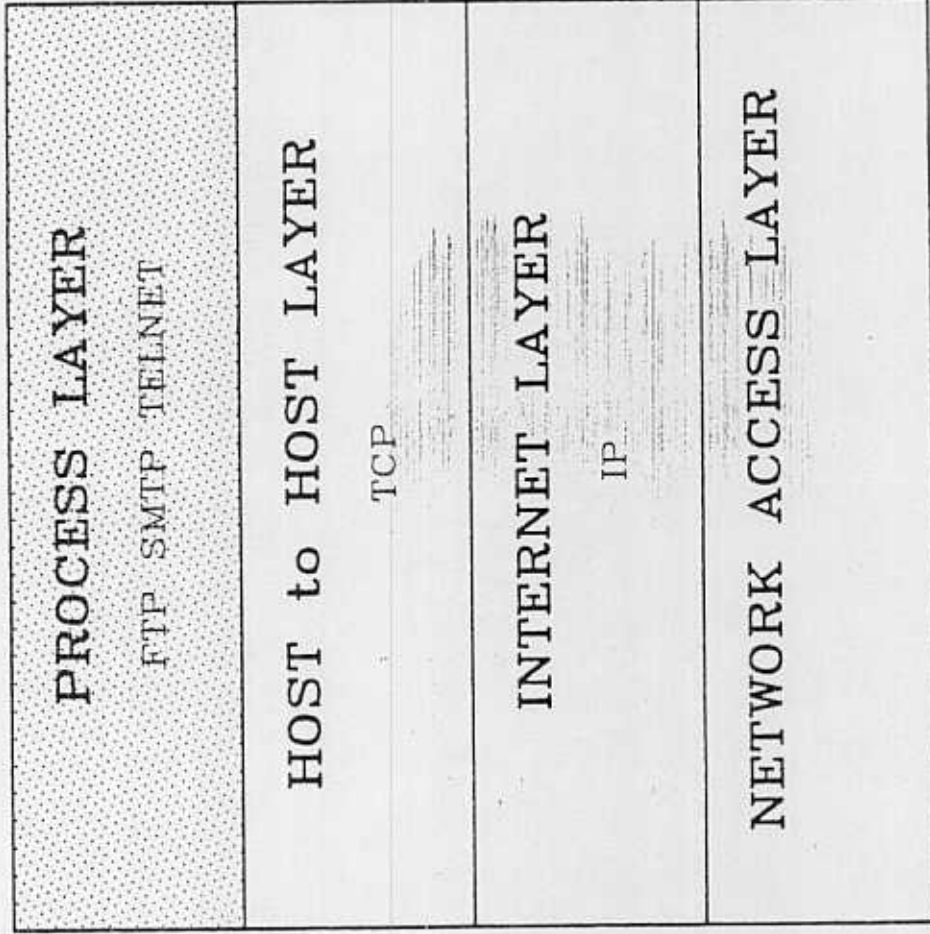 PROCESS LAYER
FTP SMTP TELNET
HOST to HOST LAYER
TCP
INTERNET LAYER
IP
NETWORK ACCESS LAYER